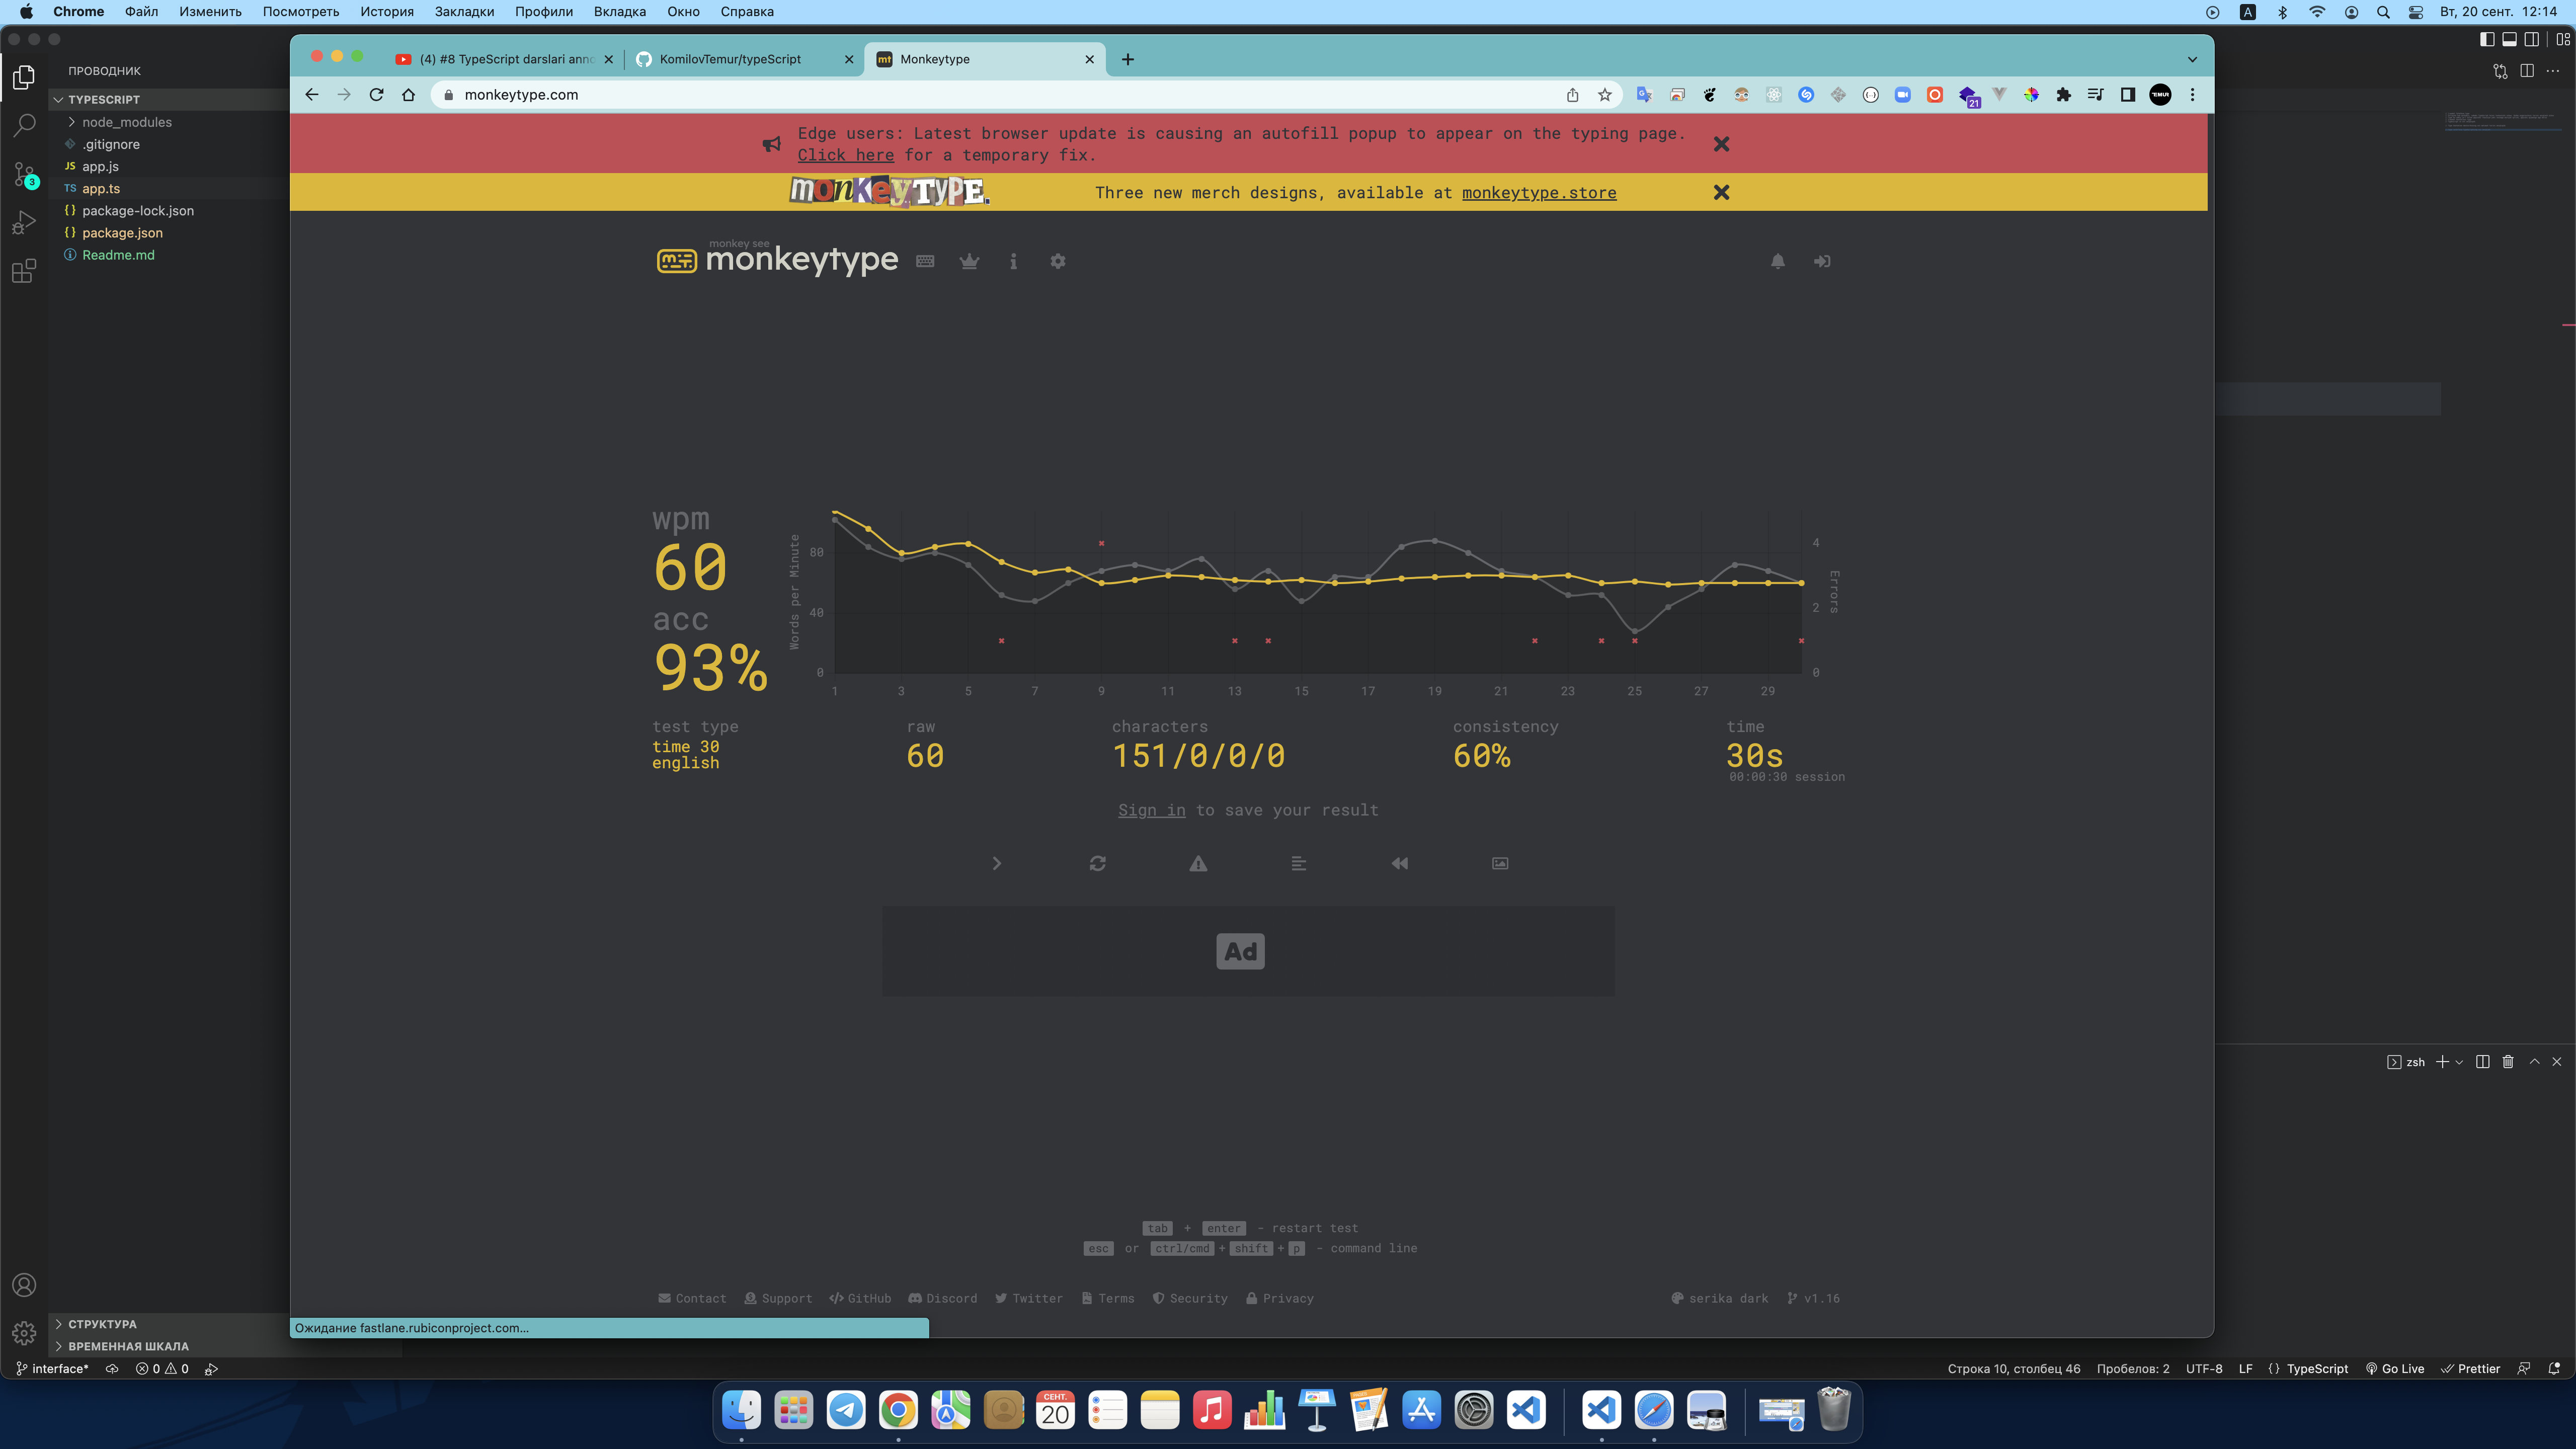 Chrome Файл Изменить Посмотреть История Закладки Профили Вкладка Окно Справка
A Вт, 20 сент. 12:14
ПРОВОДНИК
TYPESCRIPT
node_modules
.gitignore
JS app.js
TS app.ts
{} package-lock.json
{} package.json
Readme.md
3
(4) #8 TypeScript darslari anno
KomilovTemur/typeScript
mt Monkeytype
monkeytype.com
21
TEMUR
Edge users: Latest browser update is causing an autofill popup to appear on the typing page.
Click here for a temporary fix.
monkeytype.
Three new merch designs, available at monkeytype.store
monkey see
monkeytype
wpm
60
acc
93%
Words per Minute
80
40
0
Errors
4
2
0
1 3 5 7 9 11 13 15 17 19 21 23 25 27 29
test type
time 30
english
raw
60
characters
151/0/0/0
consistency
60%
time
30s
00:00:30 session
Sign in to save your result
Ad
tab + enter - restart test
esc or ctrl/cmd + shift + p - command line
Contact Support GitHub Discord Twitter Terms Security Privacy
serika dark v1.16
Ожидание fastlane.rubiconproject.com...
zsh
СТРУКТУРА
ВРЕМЕННАЯ ШКАЛА
interface* 0 0
Строка 10, столбец 46 Пробелов: 2 UTF-8 LF {} TypeScript Go Live Prettier
СЕНТ.
20